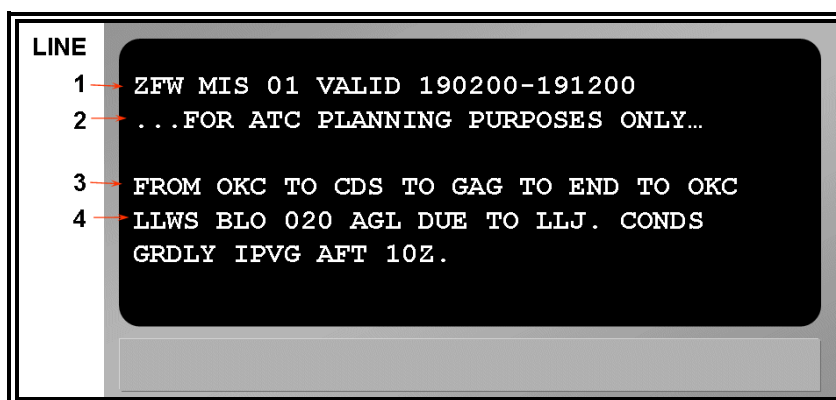 LINE
1 ZFW MIS 01 VALID 190200-191200
2 ...FOR ATC PLANNING PURPOSES ONLY…
3 FROM OKC TO CDS TO GAG TO END TO OKC
4 LLWS BLO 020 AGL DUE TO LLJ. CONDS
GRDLY IPVG AFT 10Z.